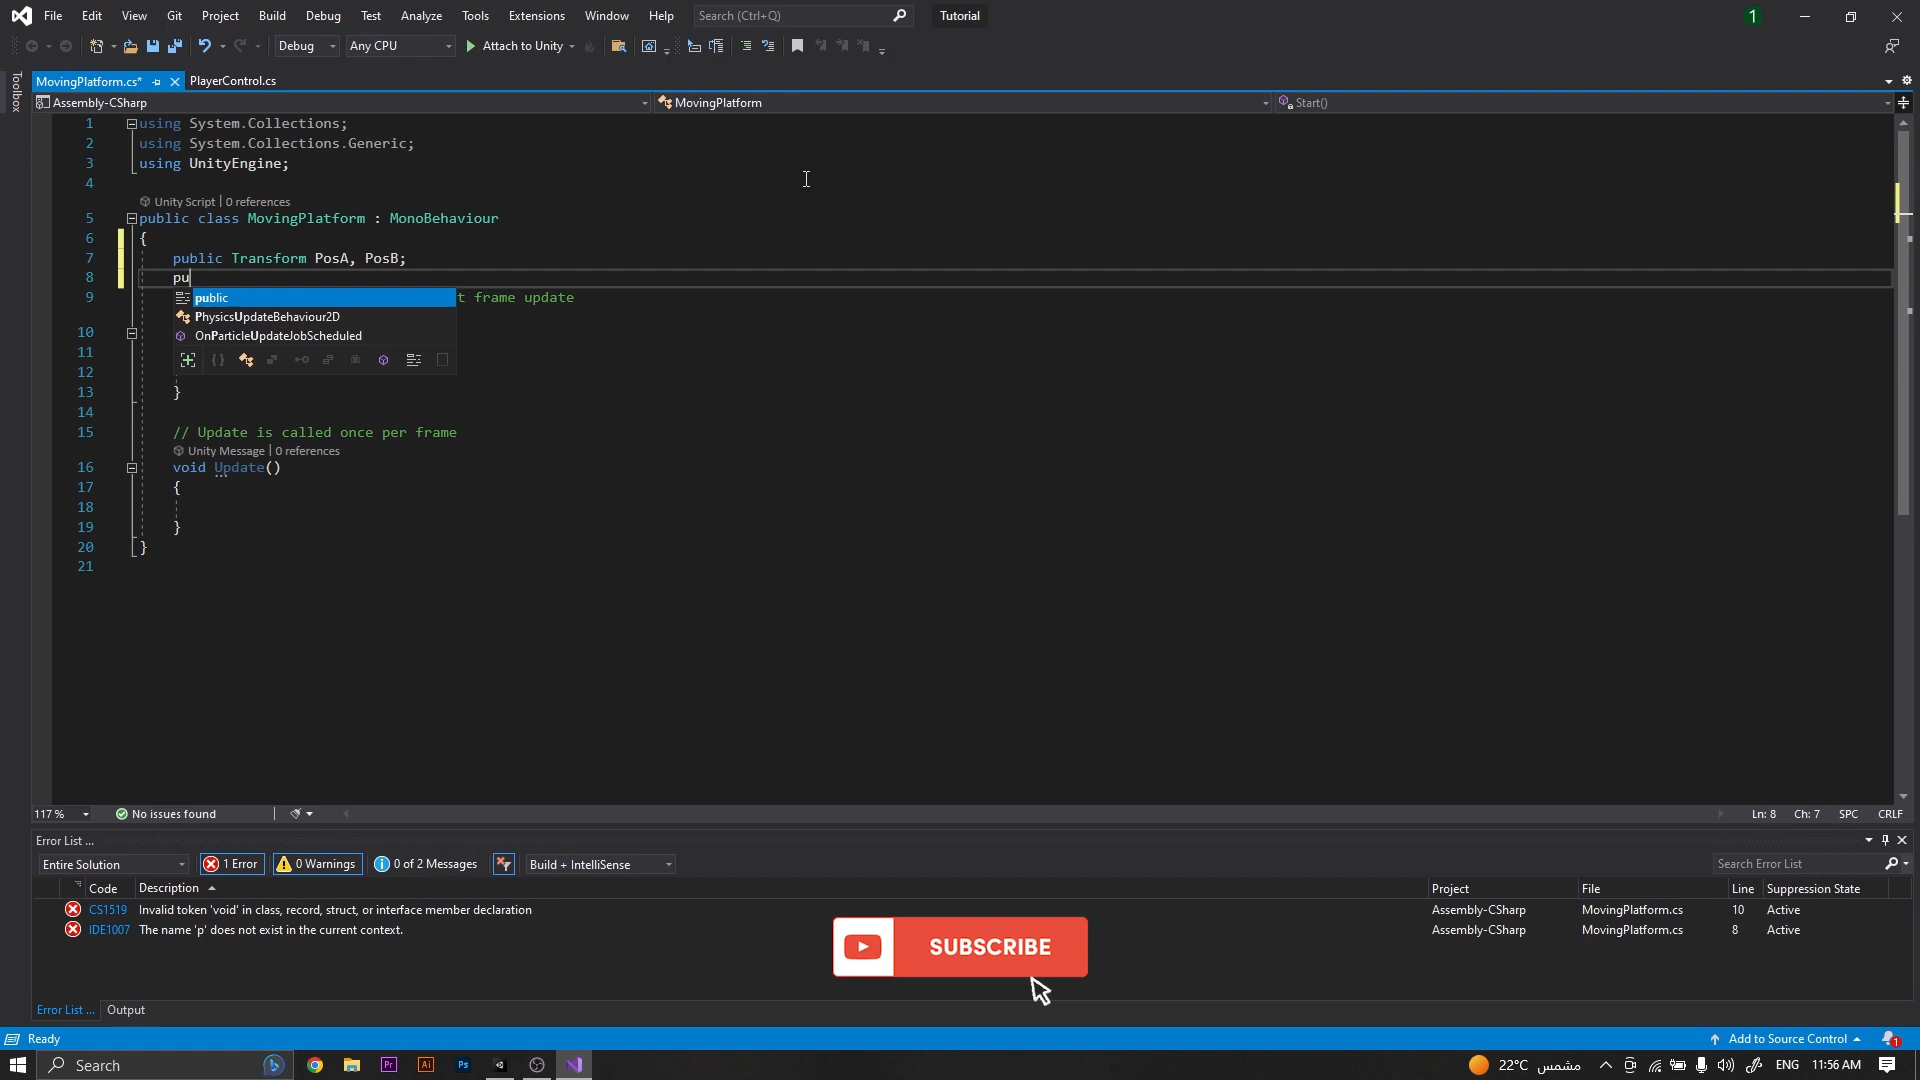 File Edit View Git Project Build Debug Test Analyze Tools Extensions Window Help Search (Ctrl+Q) Tutorial 1
Debug Any CPU Attach to Unity
Toolbox
MovingPlatform.cs* PlayerControl.cs
Assembly-CSharp MovingPlatform Start()
1 using System.Collections;
2 using System.Collections.Generic;
3 using UnityEngine;
4
Unity Script | 0 references
5 public class MovingPlatform : MonoBehaviour
6 {
7 public Transform PosA, PosB;
8 pu
9 public t frame update
PhysicsUpdateBehaviour2D
10 OnParticleUpdateJobScheduled
11
12
13 }
14
15 // Update is called once per frame
Unity Message | 0 references
16 void Update()
17 {
18
19 }
20 }
21
117 % No issues found Ln: 8 Ch: 7 SPC CRLF
Error List ...
Entire Solution 1 Error 0 Warnings 0 of 2 Messages Build + IntelliSense Search Error List
Code Description Project File Line Suppression State
CS1519 Invalid token 'void' in class, record, struct, or interface member declaration Assembly-CSharp MovingPlatform.cs 10 Active
IDE1007 The name 'p' does not exist in the current context. Assembly-CSharp MovingPlatform.cs 8 Active
SUBSCRIBE
Error List ... Output
Ready Add to Source Control 1
Search Pr Ai Ps 22°C مشمس ENG 11:56 AM